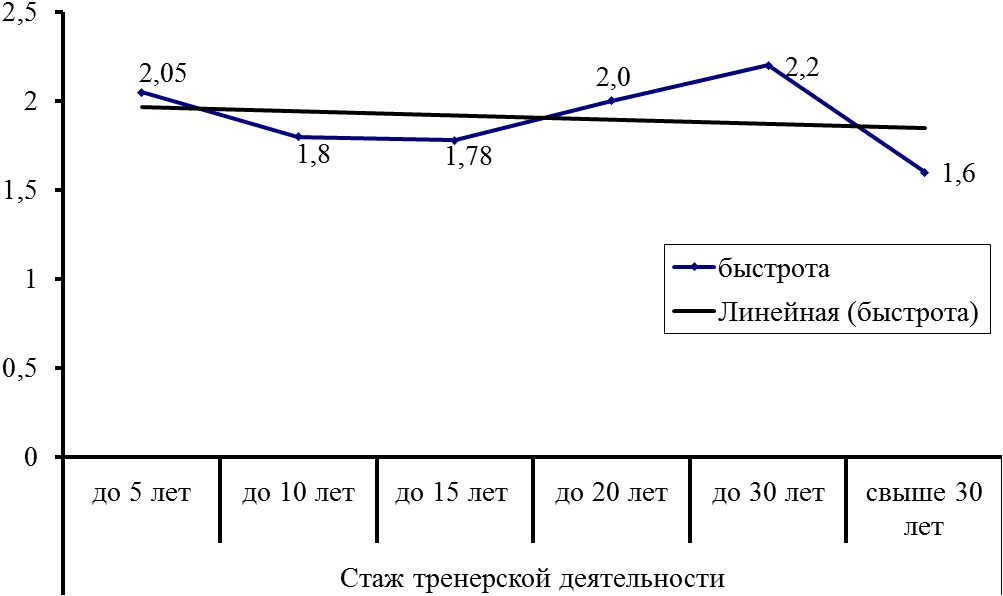 2,5
2
1,5
1
0,5
0
2,05
1,8
1,78
2,0
2,2
1,6
быстрота
Линейная (быстрота)
до 5 лет
до 10 лет
до 15 лет
до 20 лет
до 30 лет
свыше 30
лет
Стаж тренерской деятельности